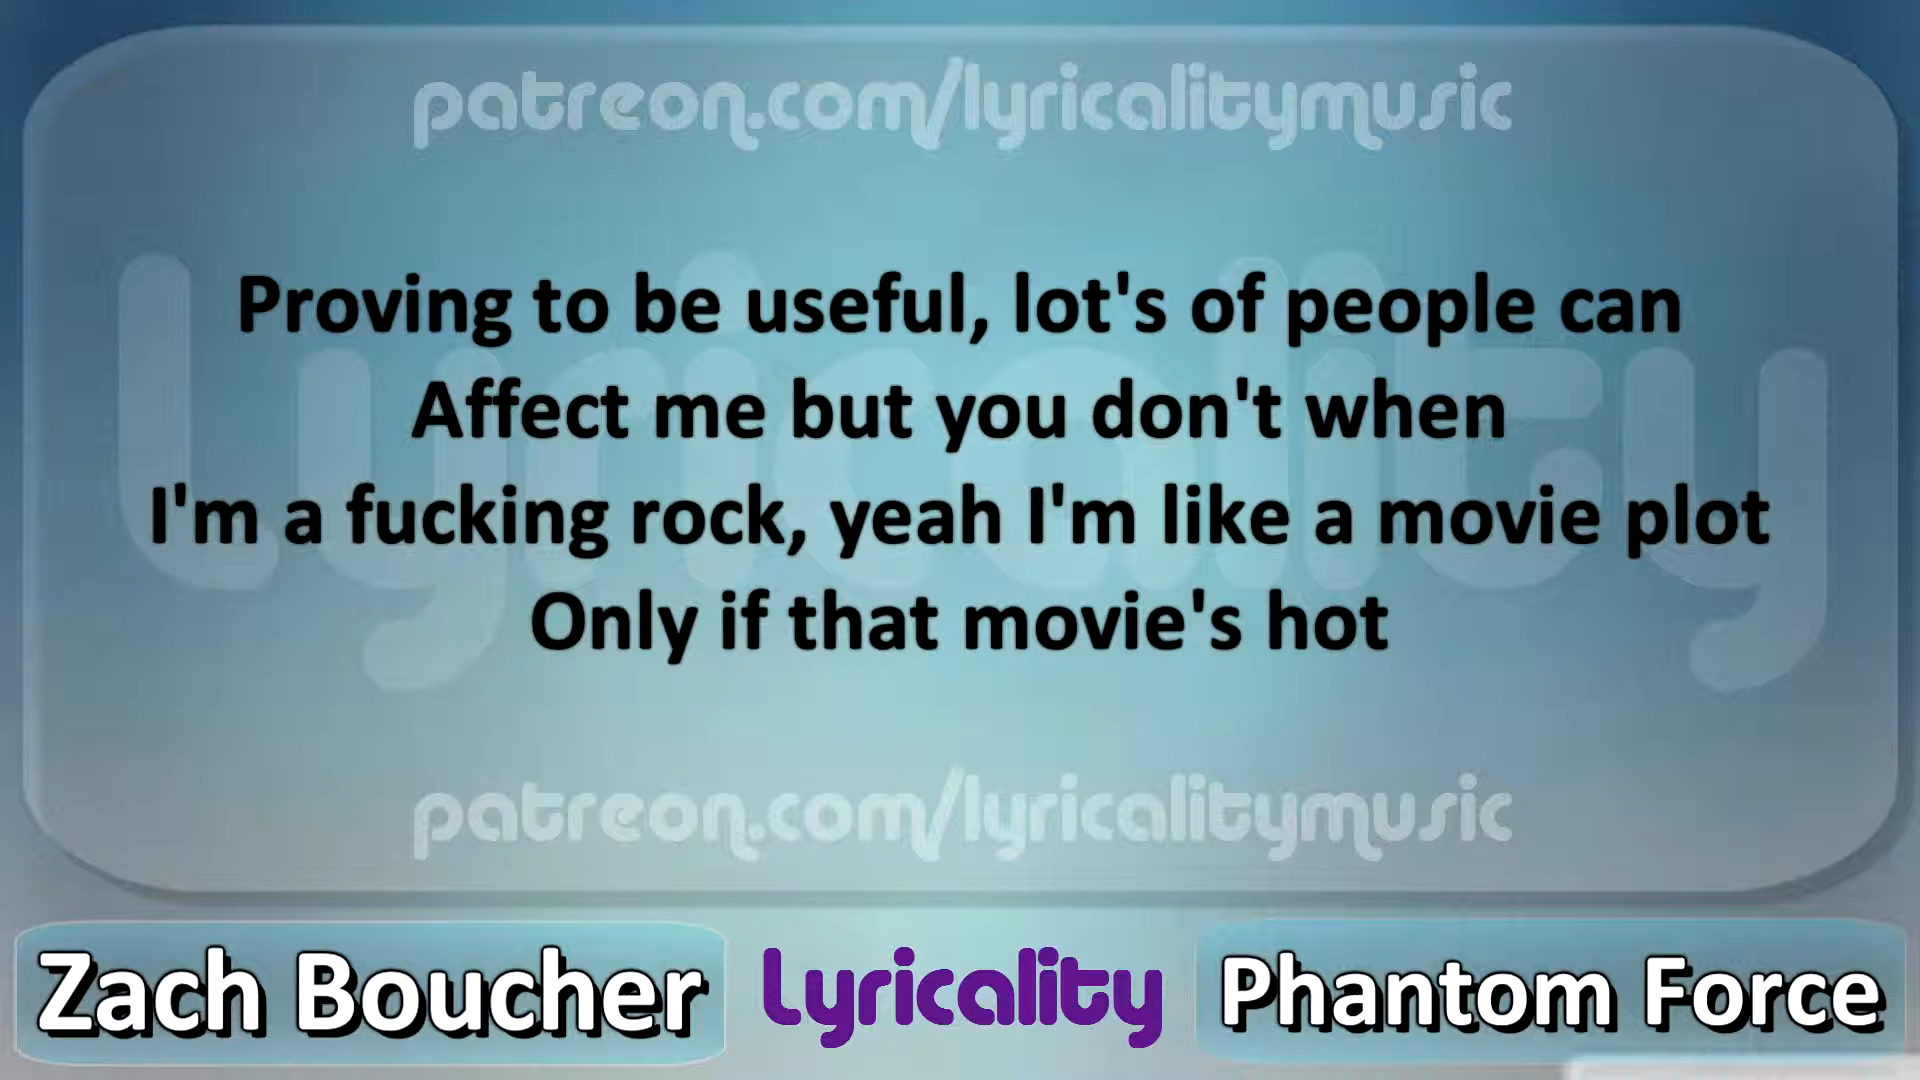 patreon.com/lyricalitymusic
Proving to be useful, lot's of people can
Affect me but you don't when
I'm a fucking rock, yeah I'm like a movie plot
Only if that movie's hot
Lyricality
patreon.com/lyricalitymusic
Zach Boucher
Lyricality
Phantom Force